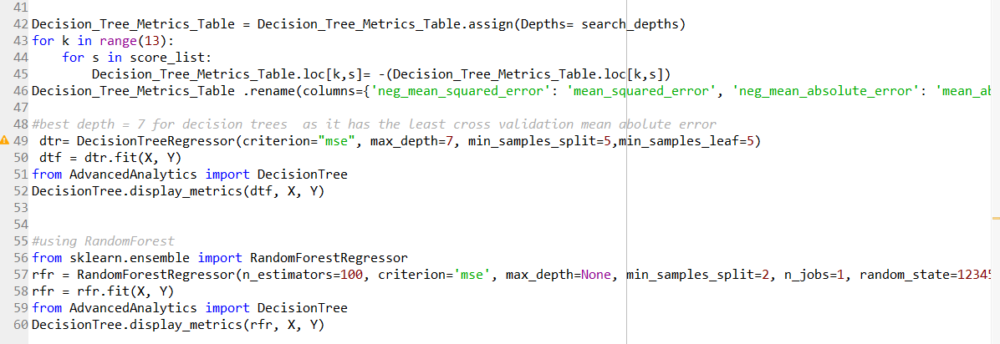 41
42 Decision_Tree_Metrics_Table = Decision_Tree_Metrics_Table.assign(Depths= search_depths)
43 for k in range(13):
44     for s in score_list:
45         Decision_Tree_Metrics_Table.loc[k,s]= -(Decision_Tree_Metrics_Table.loc[k,s])
46 Decision_Tree_Metrics_Table .rename(columns={'neg_mean_squared_error': 'mean_squared_error', 'neg_mean_absolute_error': 'mean_ab
47
48 #best depth = 7 for decision trees  as it has the least cross validation mean abolute error
49  dtr= DecisionTreeRegressor(criterion="mse", max_depth=7, min_samples_split=5,min_samples_leaf=5)
50  dtf = dtr.fit(X, Y)
51 from AdvancedAnalytics import DecisionTree
52 DecisionTree.display_metrics(dtf, X, Y)
53
54
55 #using RandomForest
56 from sklearn.ensemble import RandomForestRegressor
57 rfr = RandomForestRegressor(n_estimators=100, criterion='mse', max_depth=None, min_samples_split=2, n_jobs=1, random_state=12345
58 rfr = rfr.fit(X, Y)
59 from AdvancedAnalytics import DecisionTree
60 DecisionTree.display_metrics(rfr, X, Y)